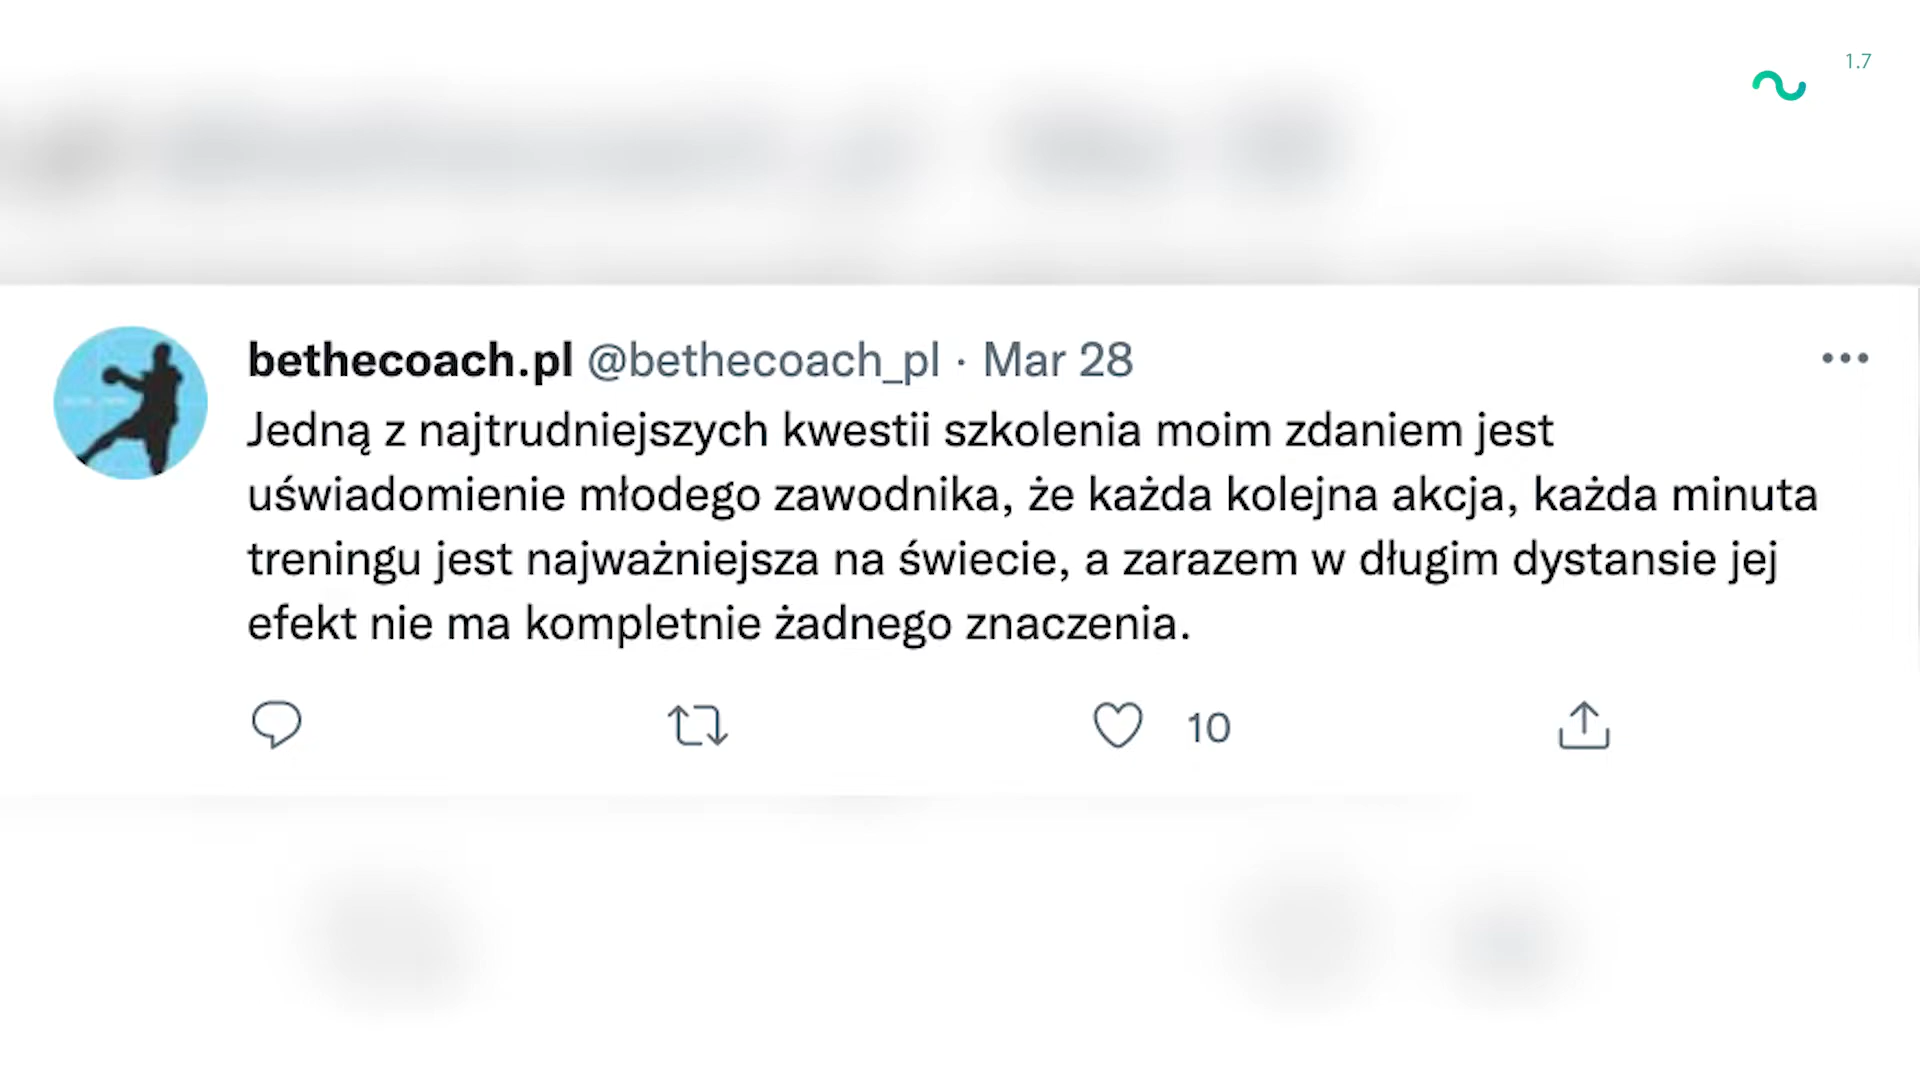 1.7
bethecoach.pl @bethecoach_pl · Mar 28
Jedną z najtrudniejszych kwestii szkolenia moim zdaniem jest
uświadomienie młodego zawodnika, że każda kolejna akcja, każda minuta
treningu jest najważniejsza na świecie, a zarazem w długim dystansie jej
efekt nie ma kompletnie żadnego znaczenia.
10